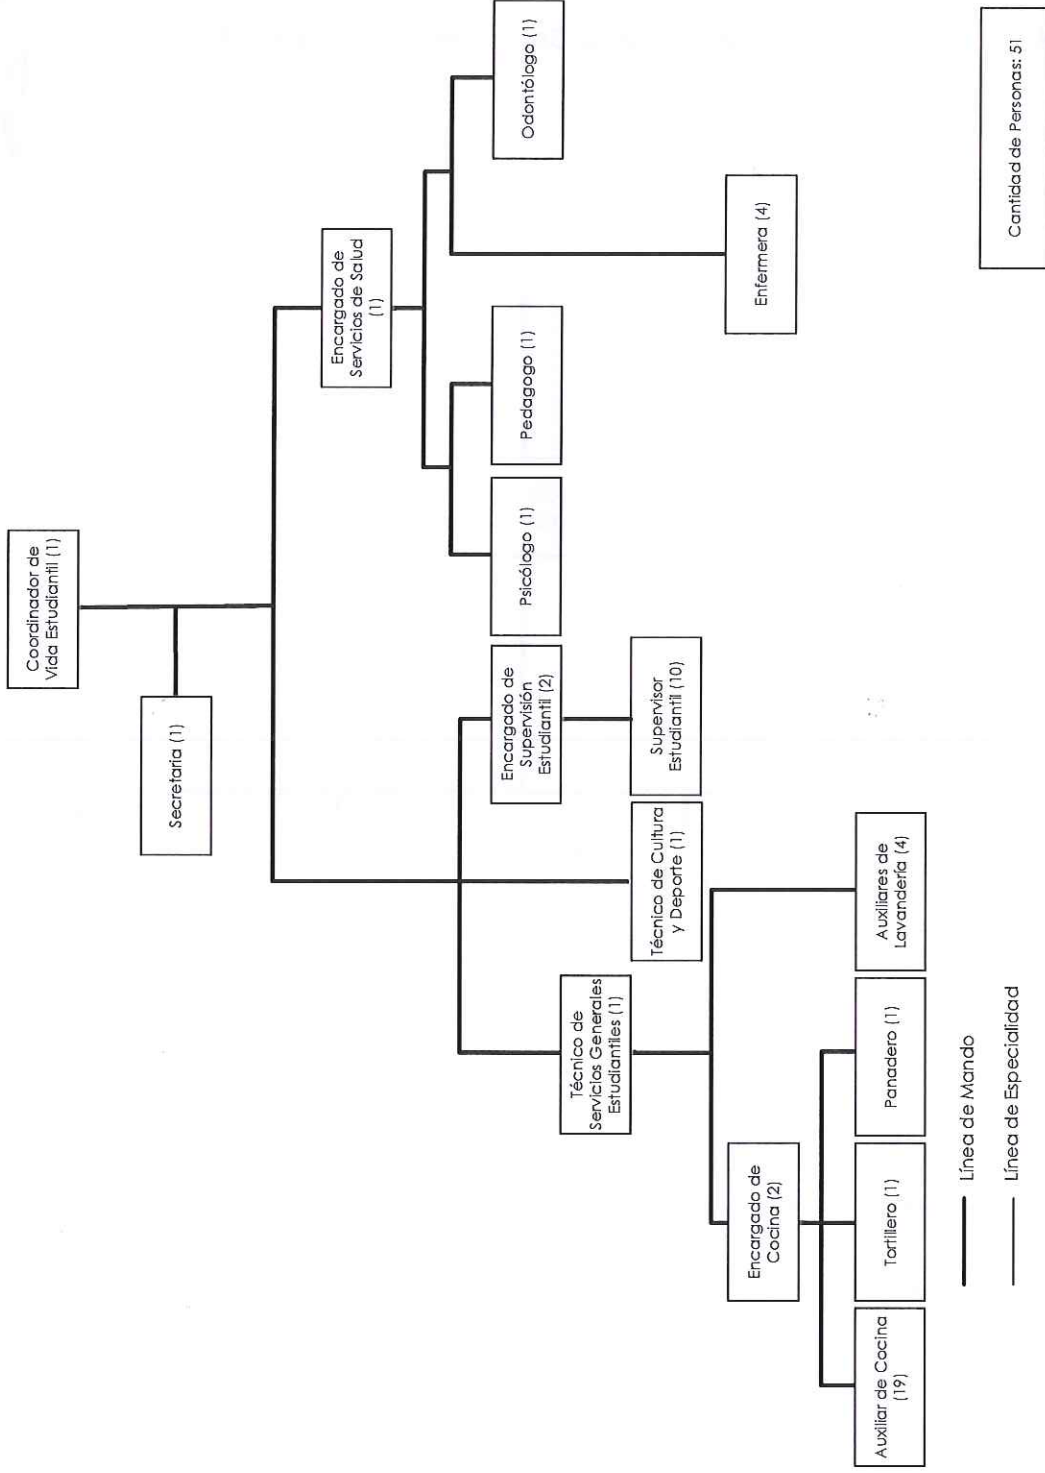 Coordinador de
Vida Estudiantil (1)
Secretaria (1)
Encargado de
Servicios de Salud
(1)
Encargado de
Supervisión
Estudiantil (2)
Psicólogo (1)
Pedagogo (1)
Odontólogo (1)
Técnico de
Servicios Generales
Estudiantiles (1)
Técnico de Cultura
y Deporte (1)
Supervisor
Estudiantil (10)
Encargado de
Cocina (2)
Enfermera (4)
Auxiliar de Cocina
(19)
Tortillero (1)
Panadero (1)
Auxiliares de
Lavandería (4)
Línea de Mando
Línea de Especialidad
Cantidad de Personas: 51